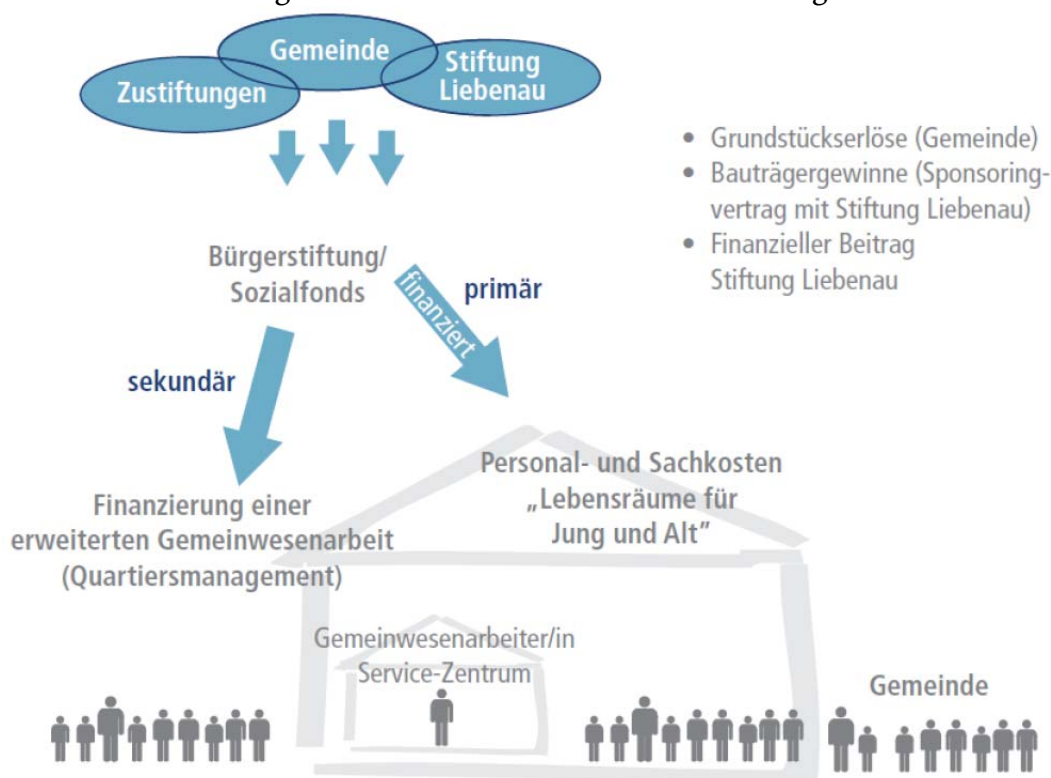 Gemeinde
Stiftung
Liebenau
Zustiftungen
• Grundstückserlöse (Gemeinde)
• Bauträgergewinne (Sponsoring-
vertrag mit Stiftung Liebenau)
• Finanzieller Beitrag
Stiftung Liebenau
Bürgerstiftung/
Sozialfonds
finanziert
primär
sekundär
Personal- und Sachkosten
„Lebensräume für
Jung und Alt”
Finanzierung einer
erweiterten Gemeinwesenarbeit
(Quartiersmanagement)
Gemeinwesenarbeiter/in
Service-Zentrum
Gemeinde